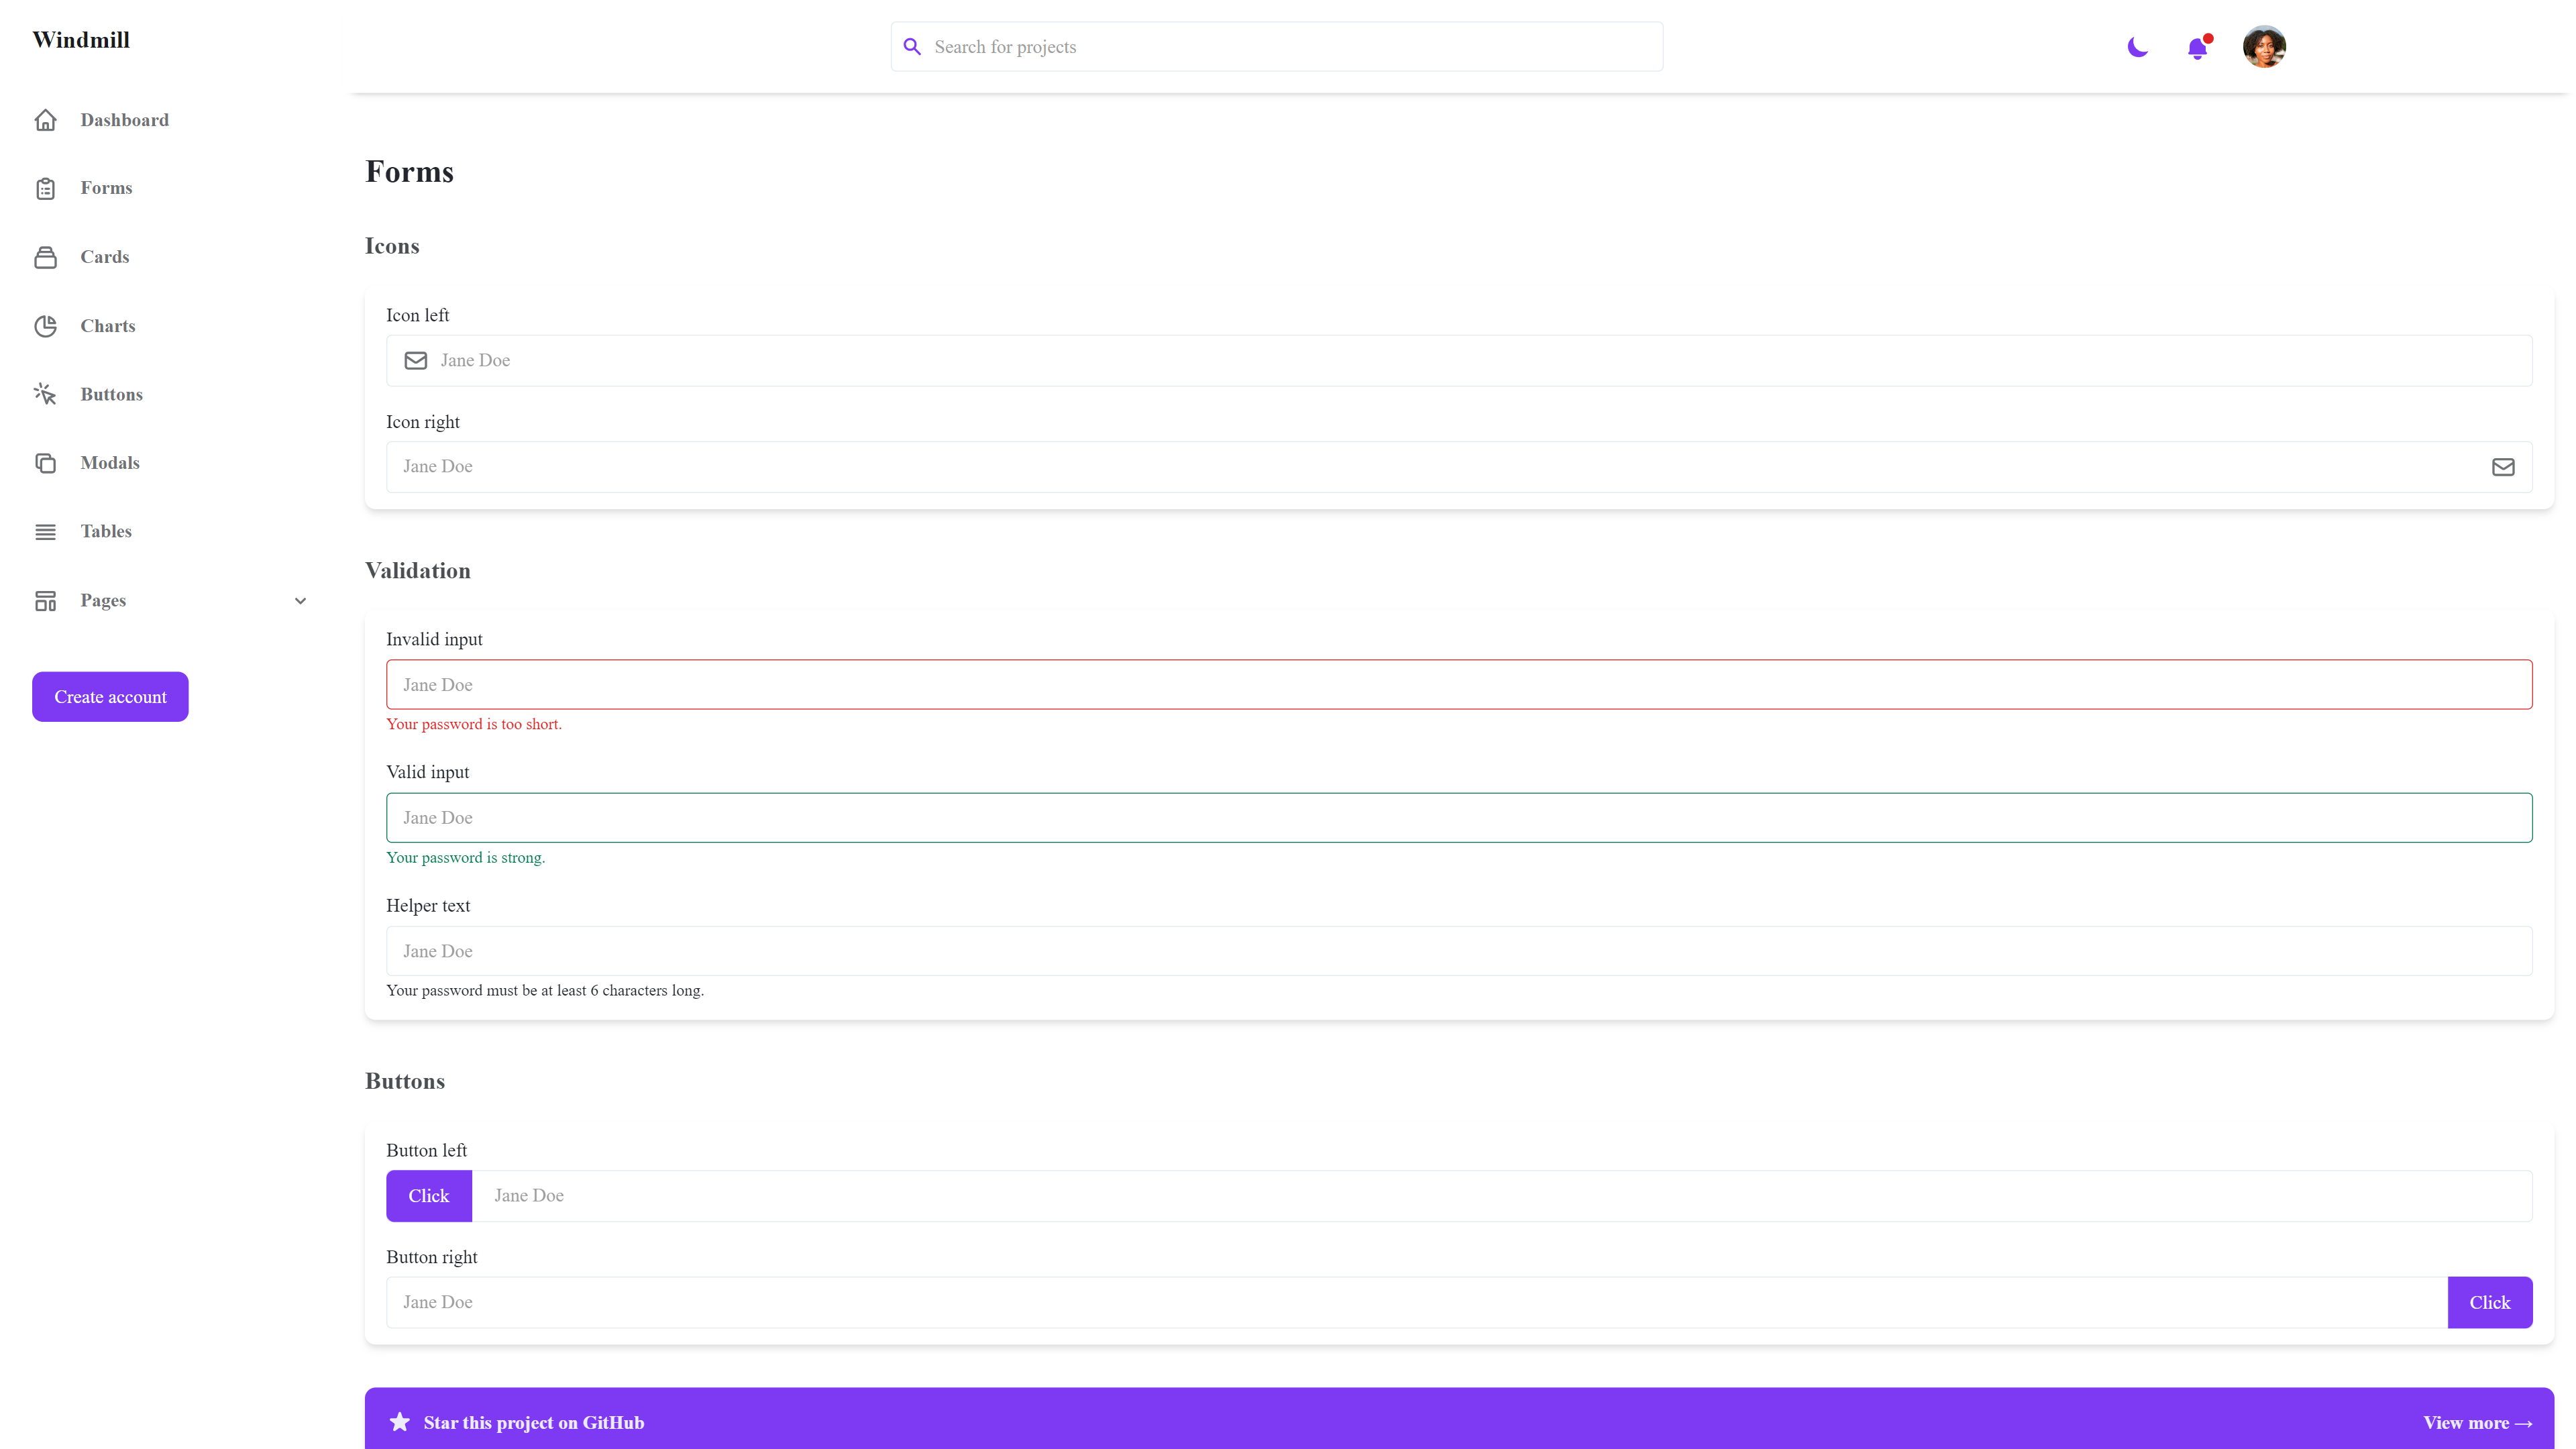 Windmill
Search for projects
Dashboard
Forms
Cards
Charts
Buttons
Modals
Tables
Pages
Create account
Forms
Icons
Icon left
Jane Doe
Icon right
Jane Doe
Validation
Invalid input
Jane Doe
Your password is too short.
Valid input
Jane Doe
Your password is strong.
Helper text
Jane Doe
Your password must be at least 6 characters long.
Buttons
Button left
Click Jane Doe
Button right
Jane Doe Click
Star this project on GitHub View more →